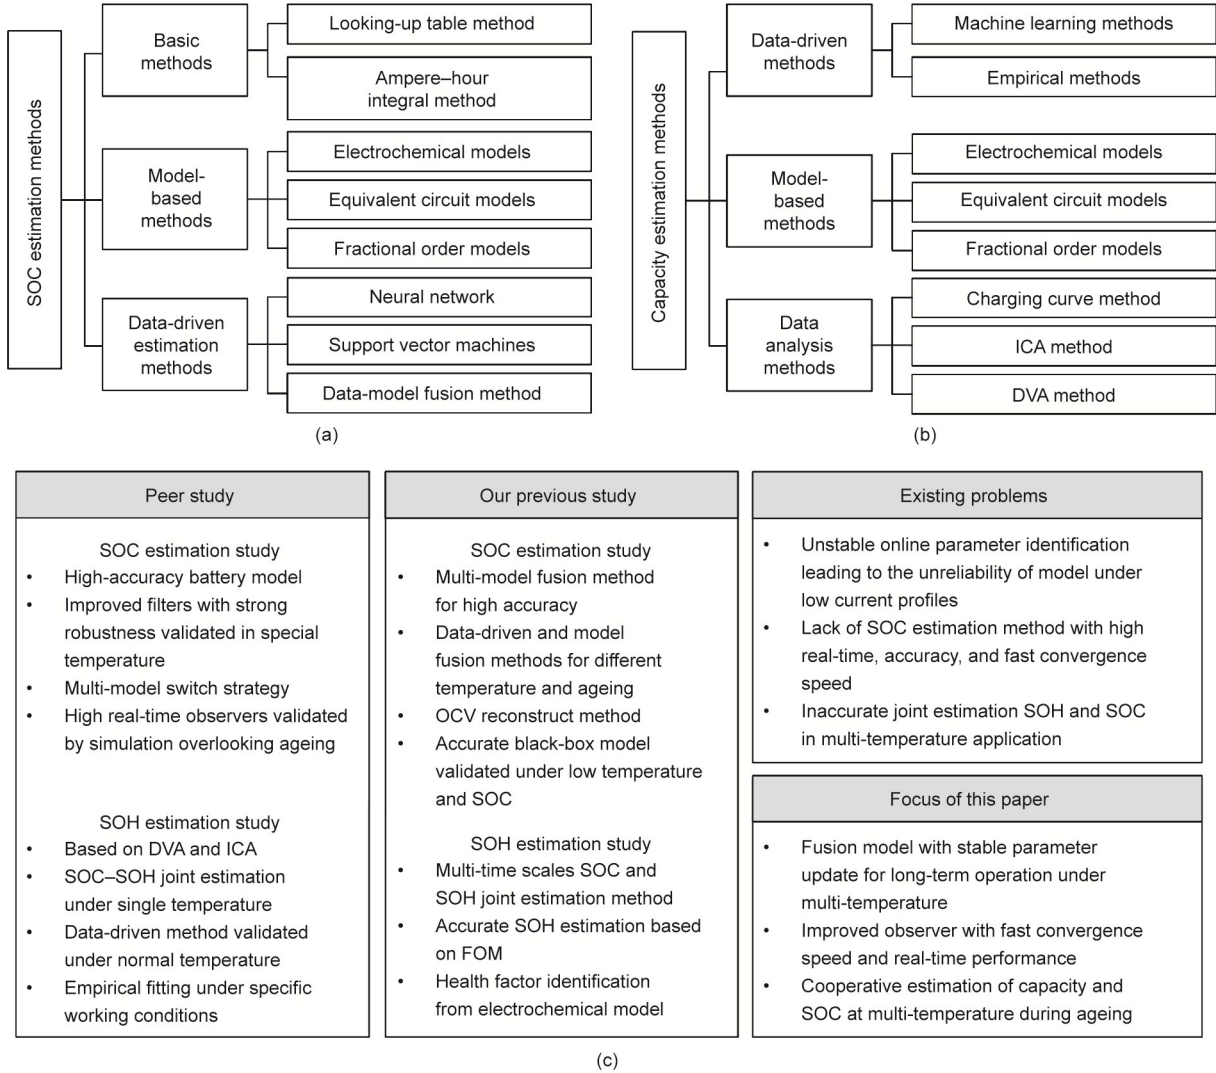 SOC estimation methods
Basic
methods
Looking-up table method
Ampere–hour
integral method
Model-
based
methods
Electrochemical models
Equivalent circuit models
Fractional order models
Data-driven
estimation
methods
Neural network
Support vector machines
Data-model fusion method
(a)
Capacity estimation methods
Data-driven
methods
Machine learning methods
Empirical methods
Model-
based
methods
Electrochemical models
Equivalent circuit models
Fractional order models
Data
analysis
methods
Charging curve method
ICA method
DVA method
(b)
Peer study
SOC estimation study
• High-accuracy battery model
• Improved filters with strong
robustness validated in special
temperature
• Multi-model switch strategy
• High real-time observers validated
by simulation overlooking ageing
SOH estimation study
• Based on DVA and ICA
• SOC–SOH joint estimation
under single temperature
• Data-driven method validated
under normal temperature
• Empirical fitting under specific
working conditions
Our previous study
SOC estimation study
• Multi-model fusion method
for high accuracy
• Data-driven and model
fusion methods for different
temperature and ageing
• OCV reconstruct method
• Accurate black-box model
validated under low temperature
and SOC
SOH estimation study
• Multi-time scales SOC and
SOH joint estimation method
• Accurate SOH estimation based
on FOM
• Health factor identification
from electrochemical model
Existing problems
• Unstable online parameter identification
leading to the unreliability of model under
low current profiles
• Lack of SOC estimation method with high
real-time, accuracy, and fast convergence
speed
• Inaccurate joint estimation SOH and SOC
in multi-temperature application
Focus of this paper
• Fusion model with stable parameter
update for long-term operation under
multi-temperature
• Improved observer with fast convergence
speed and real-time performance
• Cooperative estimation of capacity and
SOC at multi-temperature during ageing
(c)